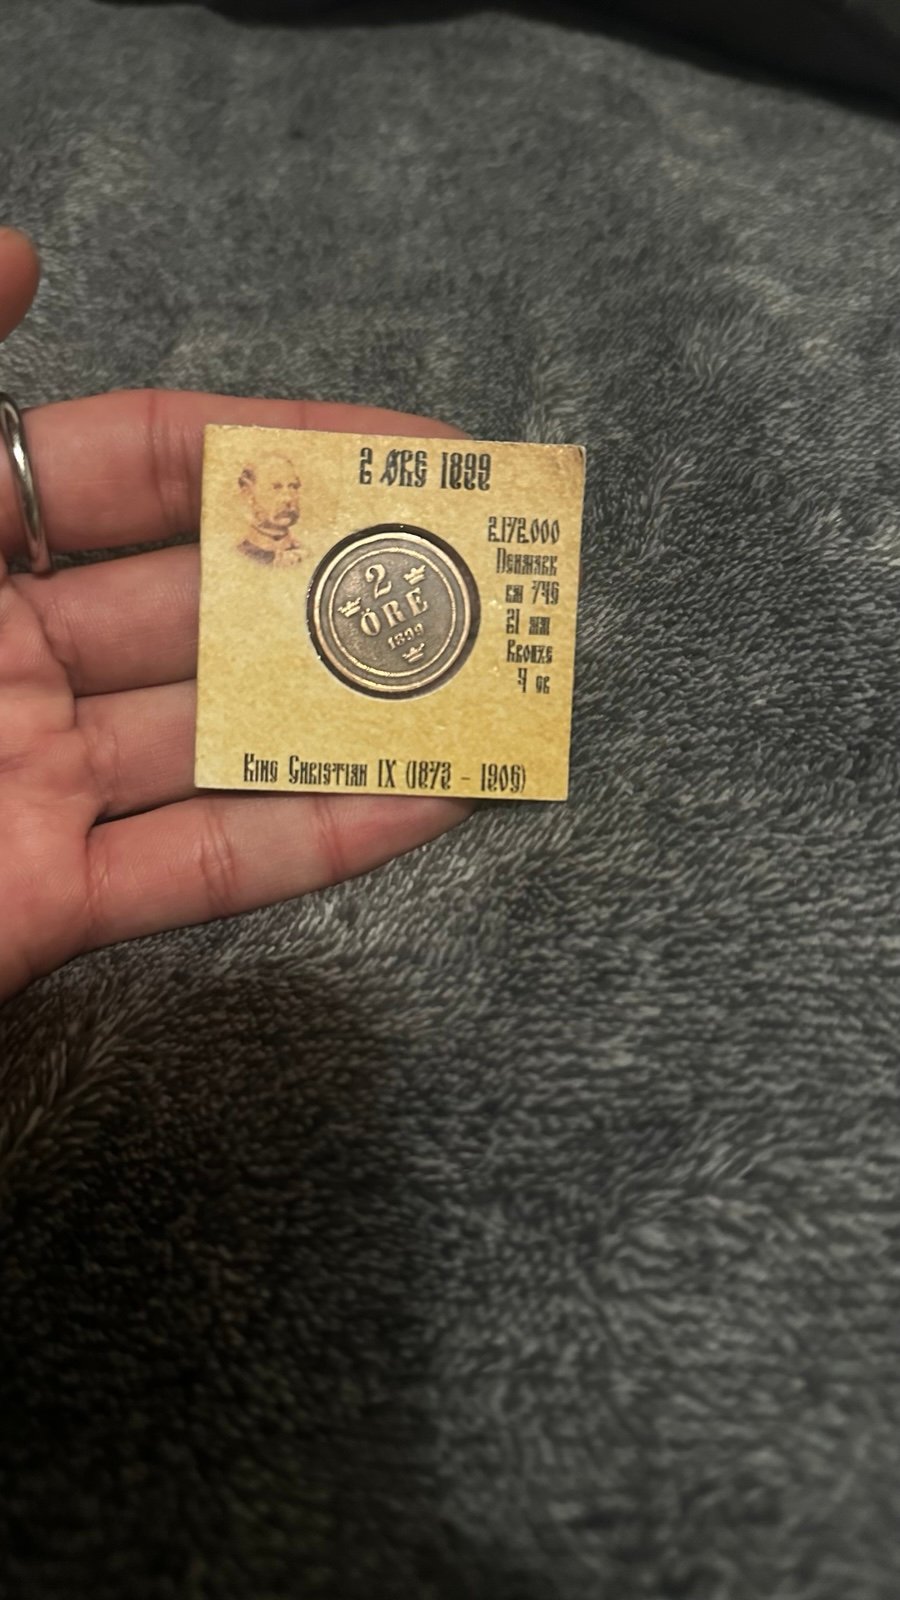 2 ØRE 1899
2.172.000
Denmark
km 746
21 mm
Bronze
4 gr
2
ÖRE
1899
King Christian IX (1873 - 1906)